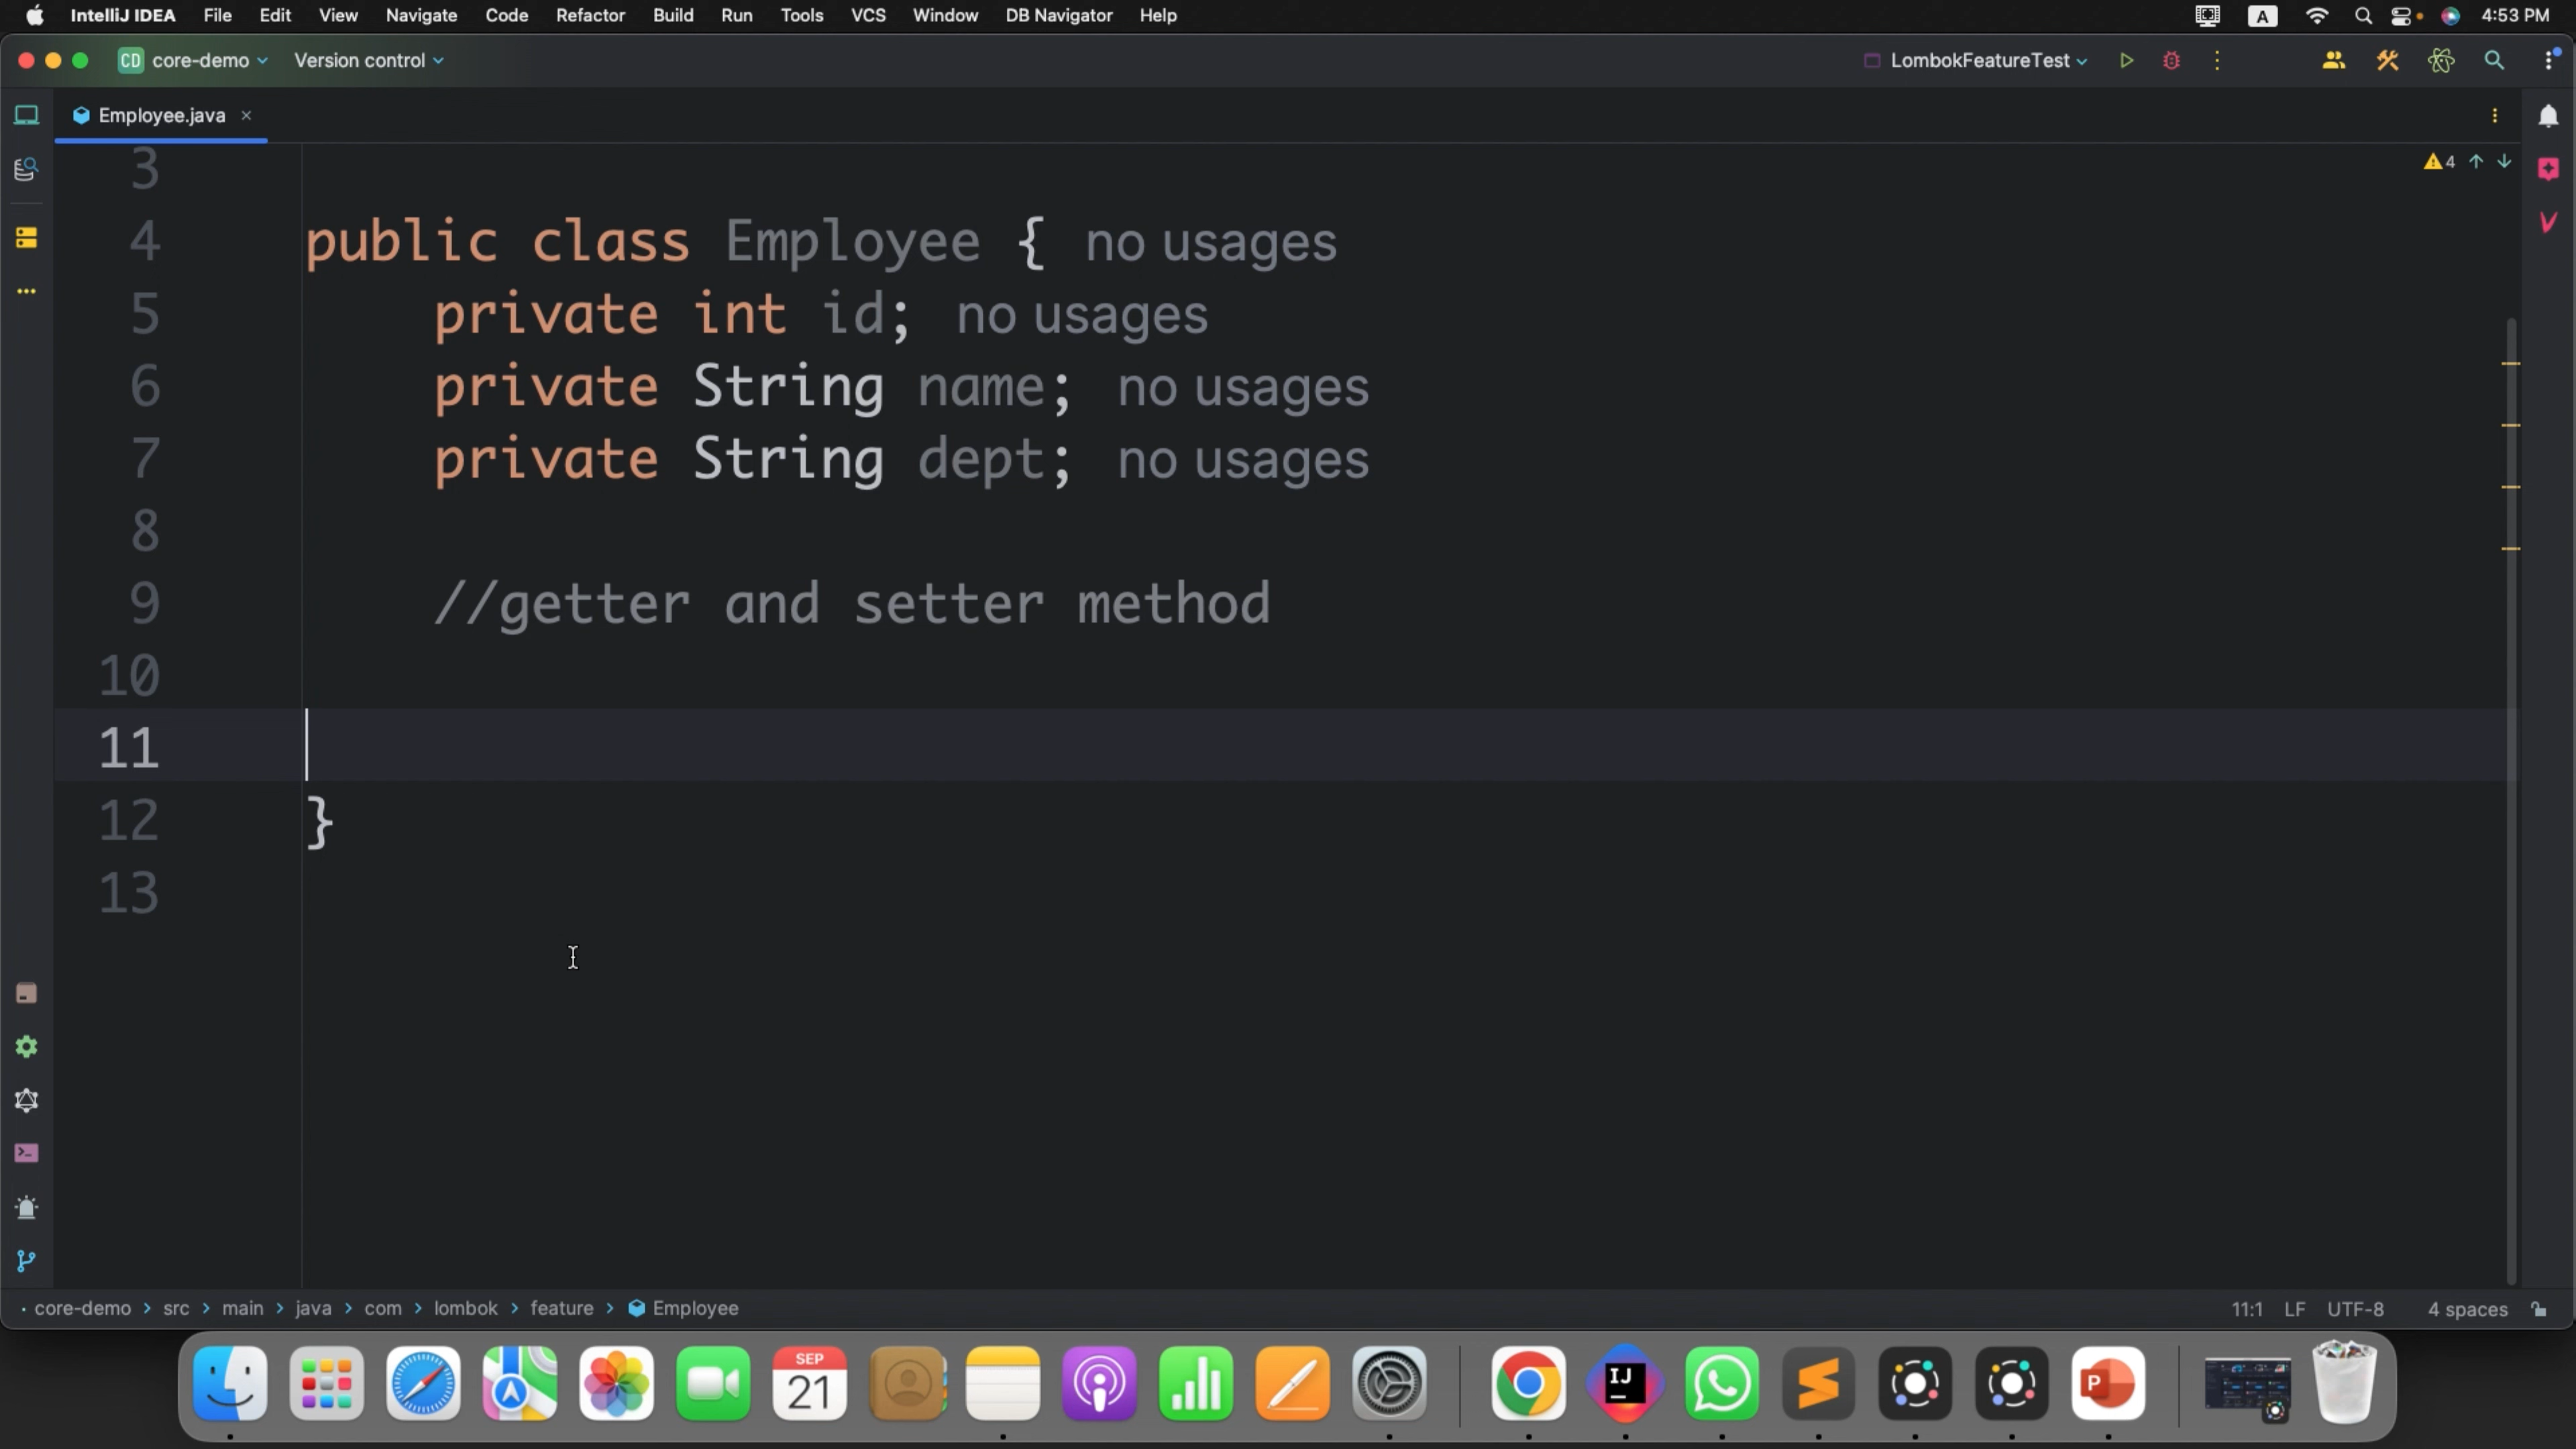 IntelliJ IDEA File Edit View Navigate Code Refactor Build Run Tools VCS Window DB Navigator Help A 4:53 PM
CD core-demo Version control LombokFeatureTest
Employee.java
4
3
4 public class Employee { no usages
5 private int id; no usages
6 private String name; no usages
7 private String dept; no usages
8
9 //getter and setter method
10
11
12 }
13
core-demo > src > main > java > com > lombok > feature > Employee 11:1 LF UTF-8 4 spaces
SEP
21
IJ
P